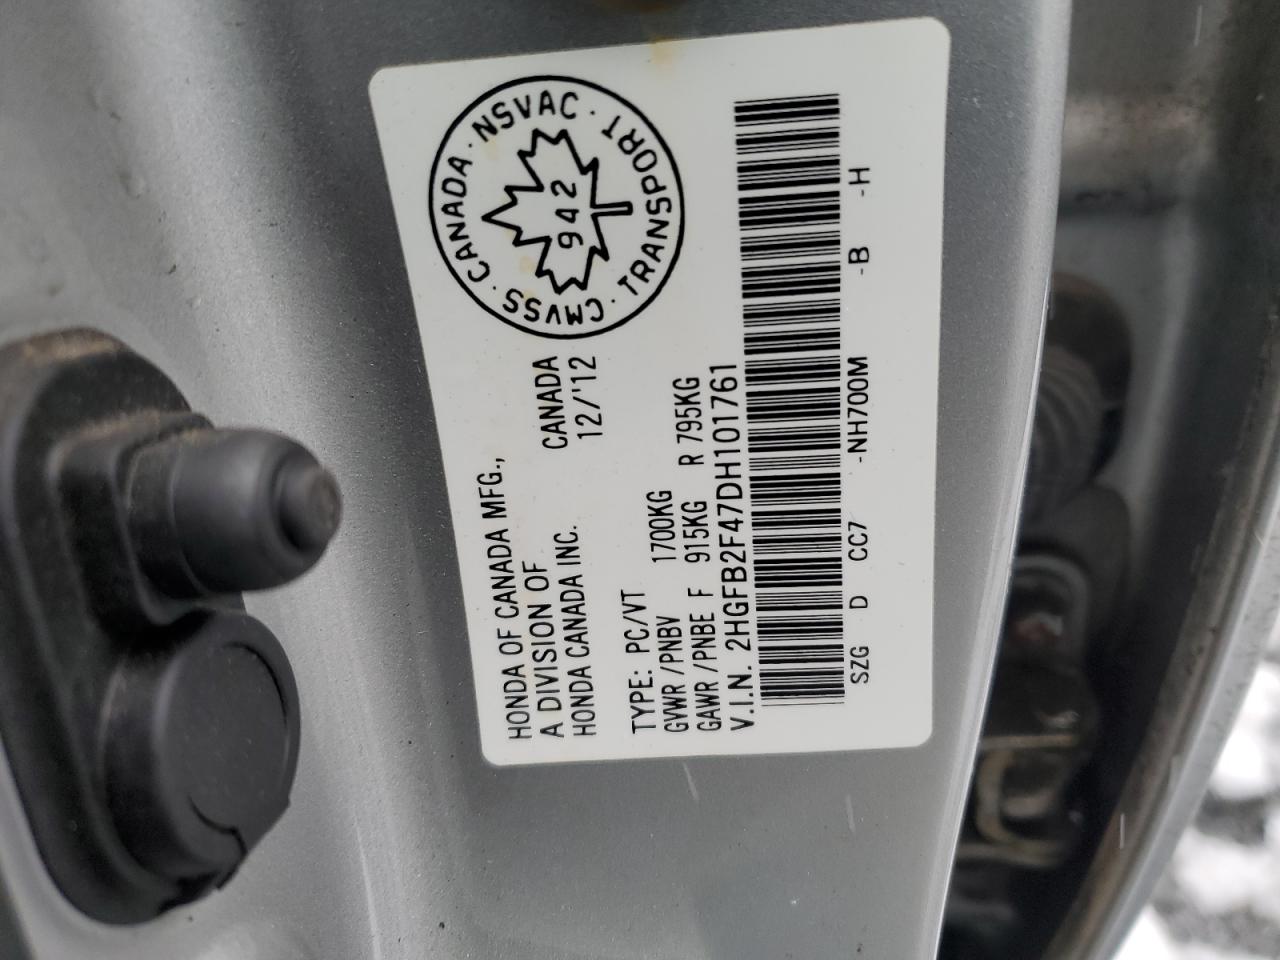 CMVSS · CANADA · NSVAC · TRANSPORT ·
942
HONDA OF CANADA MFG.,
A DIVISION OF
HONDA CANADA INC.
CANADA
12/'12
TYPE: PC/VT
GVWR/PNBV 1700KG
GAWR/PNBE F 915KG R 795KG
V.I.N. 2HGFB2F47DH101761
SZG D CC7 -NH700M -B -H